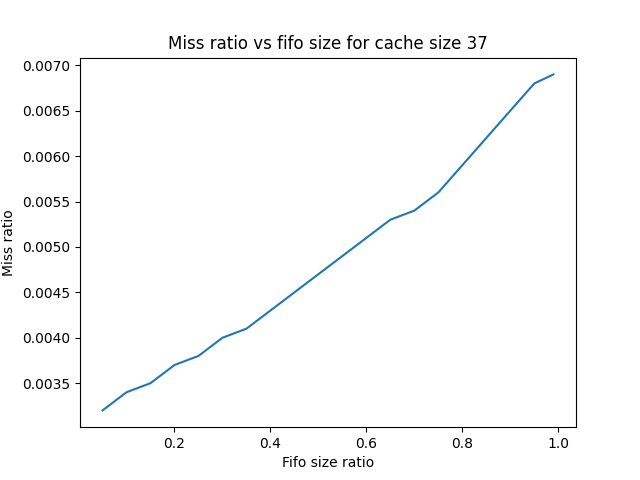 Miss ratio vs fifo size for cache size 37
0.0070
0.0065
0.0060
0.0055
0.0050
0.0045
0.0040
0.0035
Miss ratio
0.2 0.4 0.6 0.8 1.0
Fifo size ratio